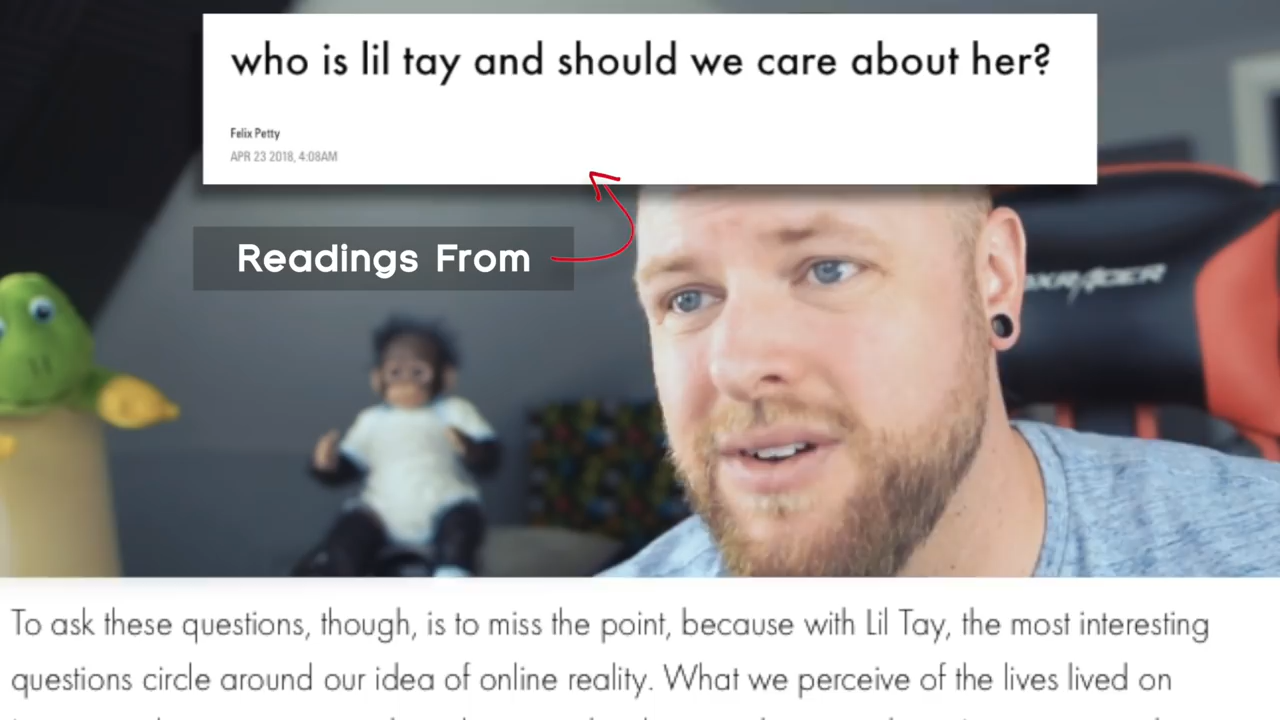 who is lil tay and should we care about her?
Felix Petty
APR 23 2018, 4:08AM
Readings From
DXRACER
To ask these questions, though, is to miss the point, because with Lil Tay, the most interesting
questions circle around our idea of online reality. What we perceive of the lives lived on